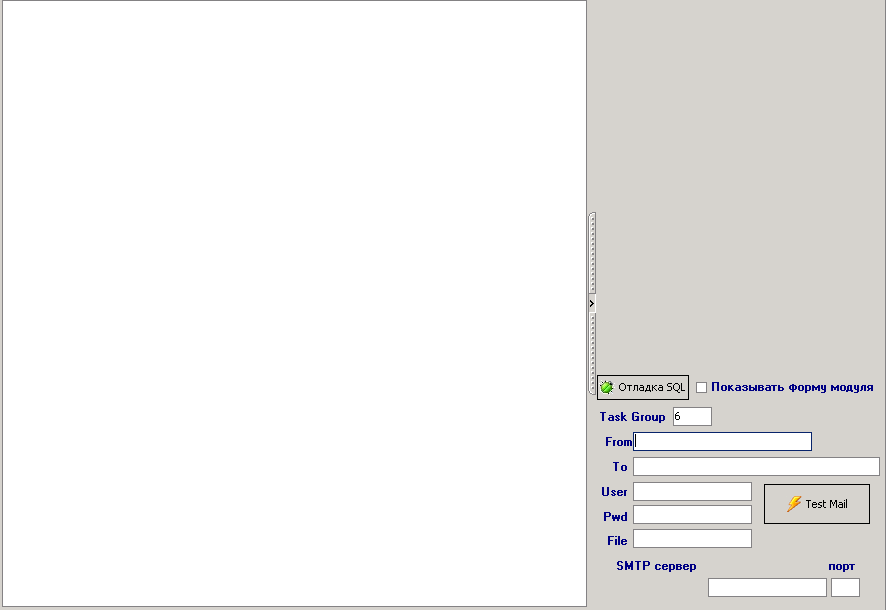 Отладка SQL Показывать форму модуля
Task Group 6
From
To
User
Test Mail
Pwd
File
SMTP сервер порт